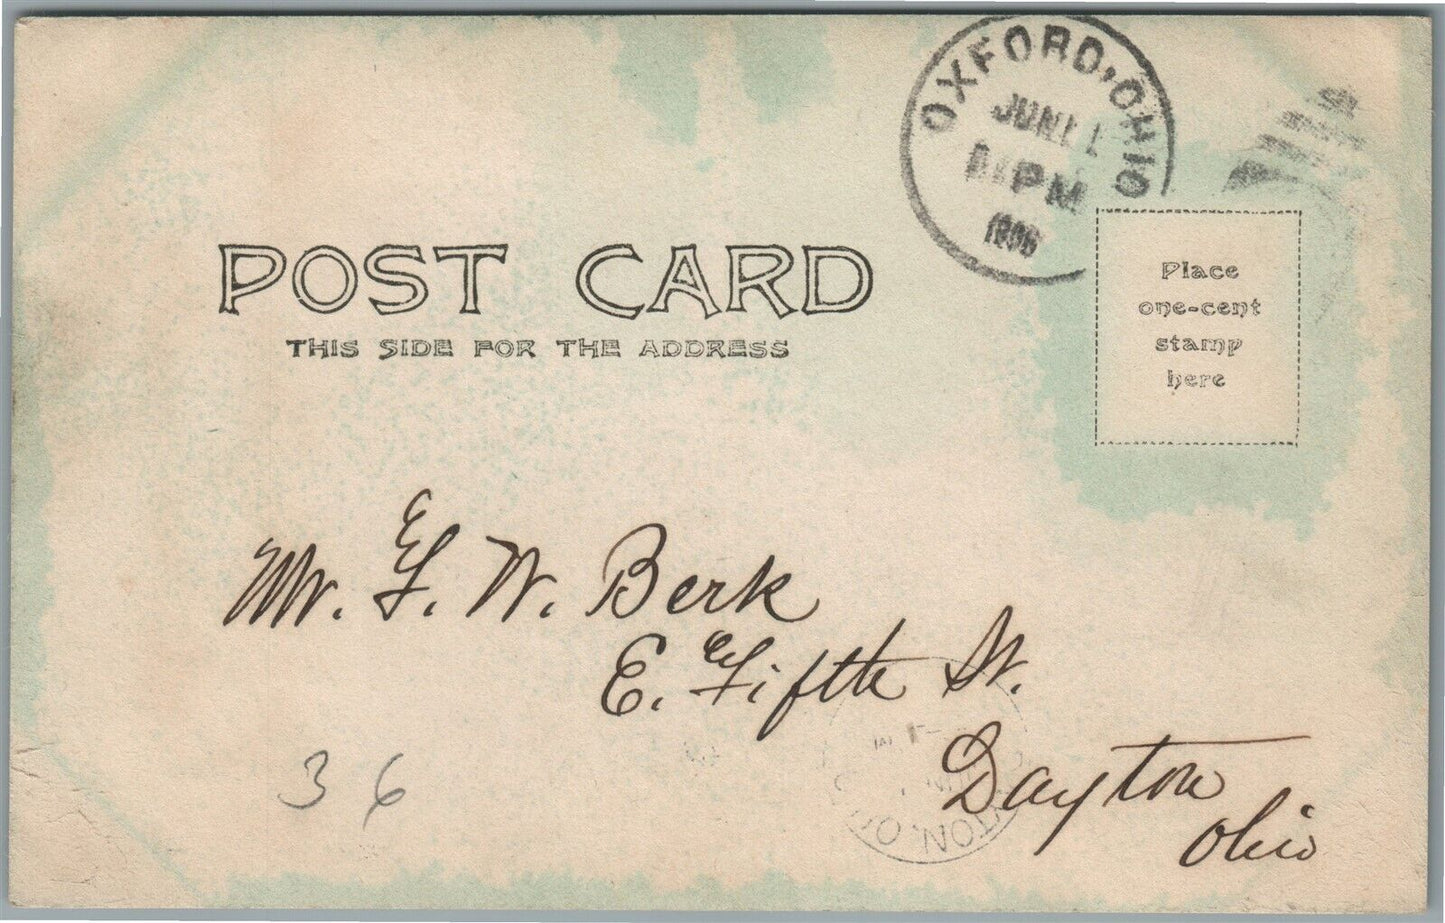 OXFORD, OHIO
JUN
PM
1906
POST CARD
THIS SIDE FOR THE ADDRESS
Place
one-cent
stamp
here
Mr. F. W. Berk
E. Fifth St.
Dayton
Ohio
36